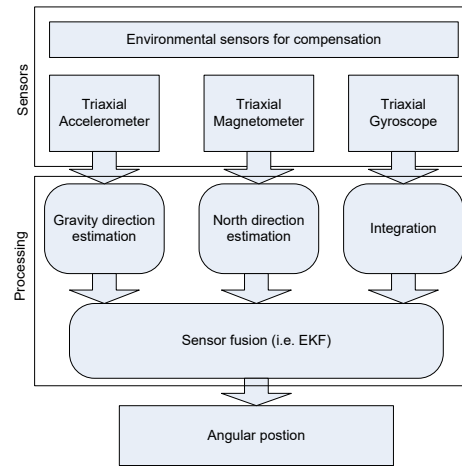 Sensors
Environmental sensors for compensation
Triaxial
Accelerometer
Triaxial
Magnetometer
Triaxial
Gyroscope
Processing
Gravity direction
estimation
North direction
estimation
Integration
Sensor fusion (i.e. EKF)
Angular postion